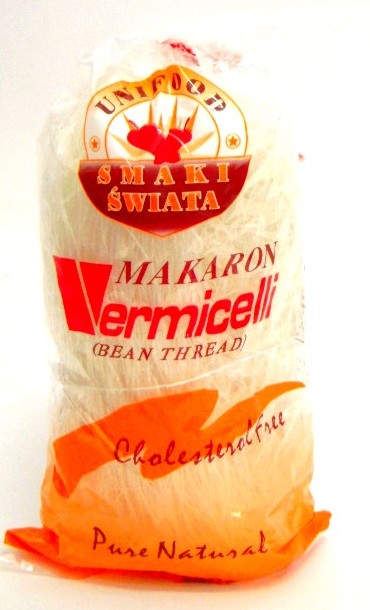 UNIFOOD
SMAKI
ŚWIATA
MAKARON
Vermicelli
(BEAN THREAD)
Cholesterol Free
Pure Natural